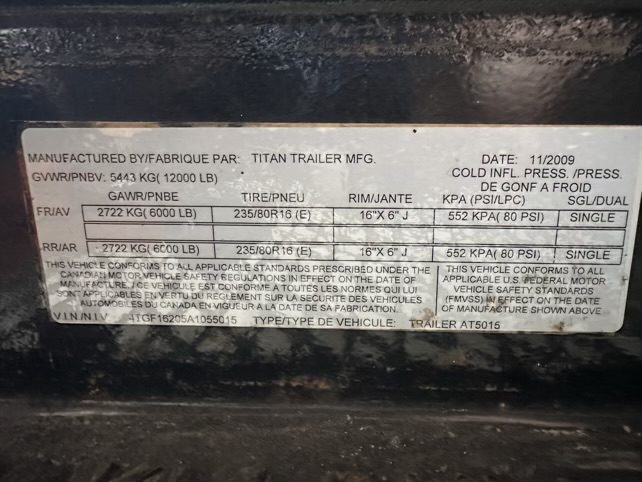 MANUFACTURED BY/FABRIQUE PAR: TITAN TRAILER MFG. DATE: 11/2009
GVWR/PNBV: 5443 KG( 12000 LB) COLD INFL. PRESS. /PRESS.
DE GONF A FROID
GAWR/PNBE TIRE/PNEU RIM/JANTE KPA (PSI/LPC) SGL/DUAL
FR/AV 2722 KG( 6000 LB) 235/80R16 (E) 16"X 6" J 552 KPA( 80 PSI) SINGLE
RR/AR 2722 KG( 6000 LB) 235/80R16 (E) 16"X 6" J 552 KPA( 80 PSI) SINGLE
THIS VEHICLE CONFORMS TO ALL APPLICABLE STANDARDS PRESCRIBED UNDER THE
CANADIAN MOTOR VEHICLE SAFETY REGULATIONS IN EFFECT ON THE DATE OF
MANUFACTURE. / CE VEHICULE EST CONFORME A TOUTES LES NORMES QUI LUI
SONT APPLICABLES EN VERTU DU REGLEMENT SUR LA SECURITE DES VEHICULES
AUTOMOBILES DU CANADA EN VIGUEUR A LA DATE DE SA FABRICATION.
THIS VEHICLE CONFORMS TO ALL
APPLICABLE U.S. FEDERAL MOTOR
VEHICLE SAFETY STANDARDS
(FMVSS) IN EFFECT ON THE DATE
OF MANUFACTURE SHOWN ABOVE
V.I.N./N.I.V. 4TGF16205A1055015 TYPE/TYPE DE VEHICULE: TRAILER AT5015